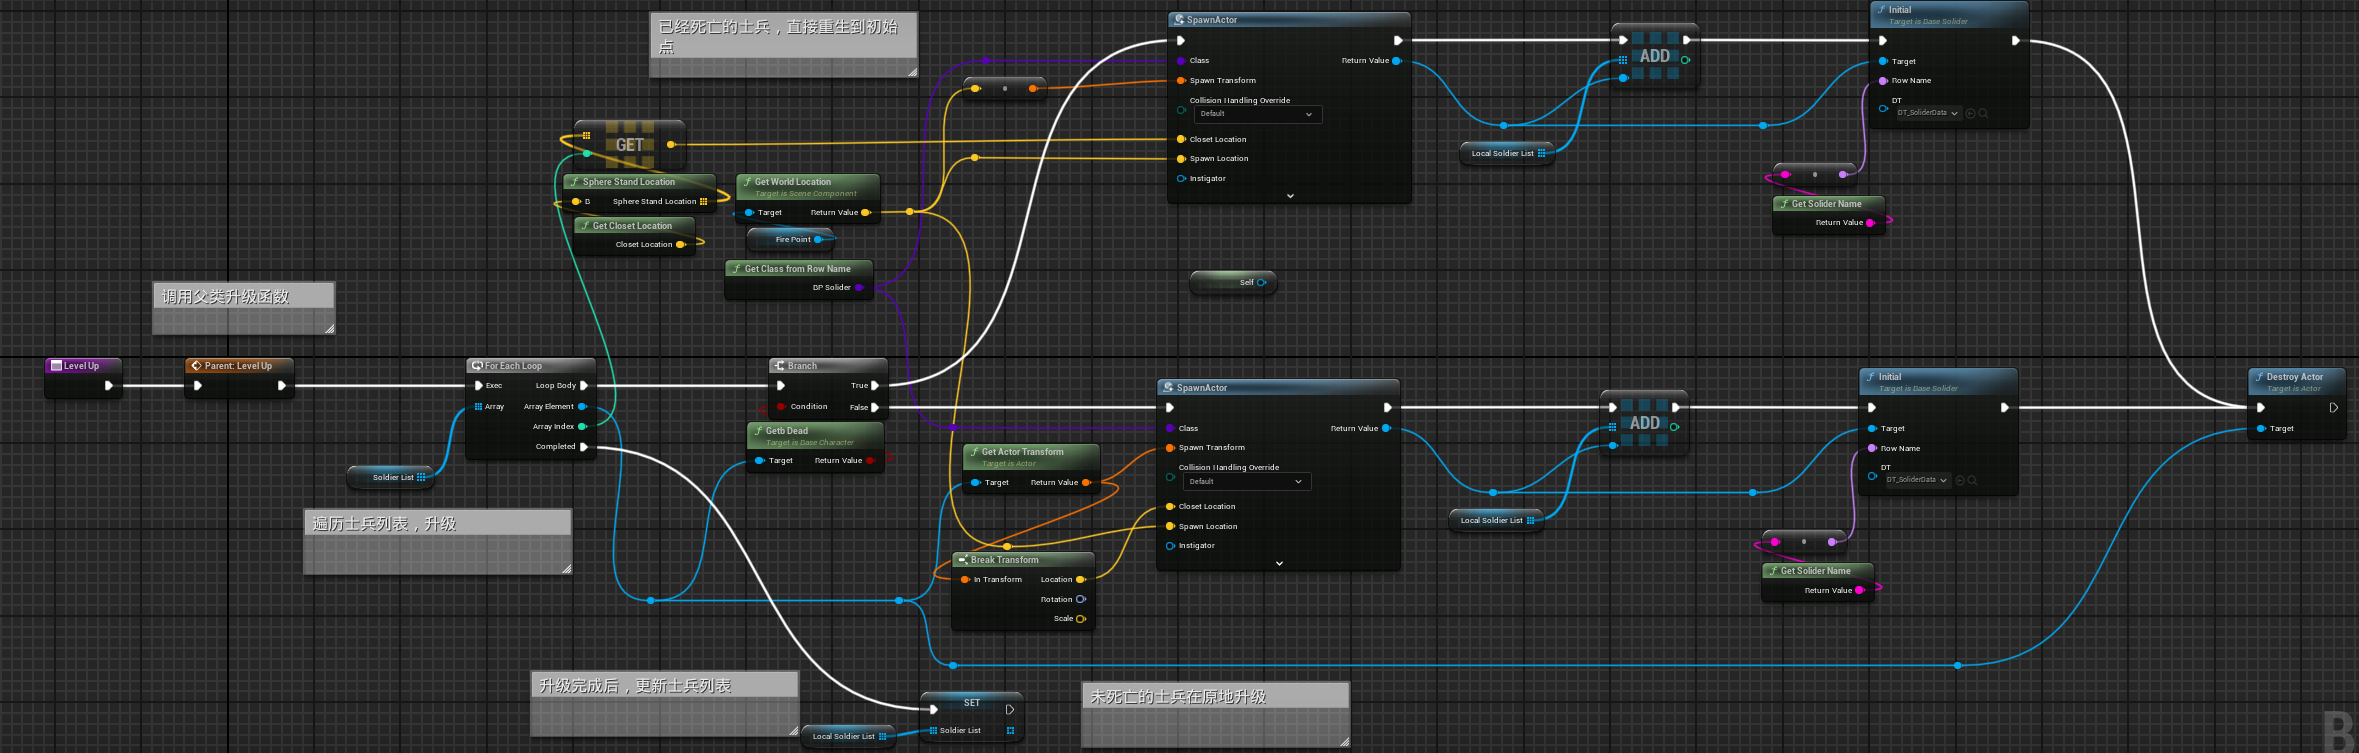 已经死亡的士兵，直接重生到初始
点
SpawnActor
Class
Return Value
Spawn Transform
Collision Handling Override
Default
Closet Location
Spawn Location
Instigator
ADD
Local Soldier List
Initial
Target is Base Solider
Target
Row Name
DT
DT_SoliderData
Get Solider Name
Return Value
GET
Sphere Stand Location
B
Sphere Stand Location
Get Closet Location
Closet Location
Get World Location
Target is Scene Component
Target
Return Value
Fire Point
Get Class from Row Name
BP Solider
Self
调用父类升级函数
Level Up
Parent: Level Up
For Each Loop
Exec
Loop Body
Array
Array Element
Array Index
Completed
Soldier List
遍历士兵列表，升级
Branch
True
Condition
False
Getb Dead
Target is Base Character
Target
Return Value
Get Actor Transform
Target is Actor
Target
Return Value
Break Transform
In Transform
Location
Rotation
Scale
SpawnActor
Class
Return Value
Spawn Transform
Collision Handling Override
Default
Closet Location
Spawn Location
Instigator
ADD
Local Soldier List
Initial
Target is Base Solider
Target
Row Name
DT
DT_SoliderData
Get Solider Name
Return Value
Destroy Actor
Target is Actor
Target
升级完成后，更新士兵列表
Local Soldier List
SET
Soldier List
未死亡的士兵在原地升级
B